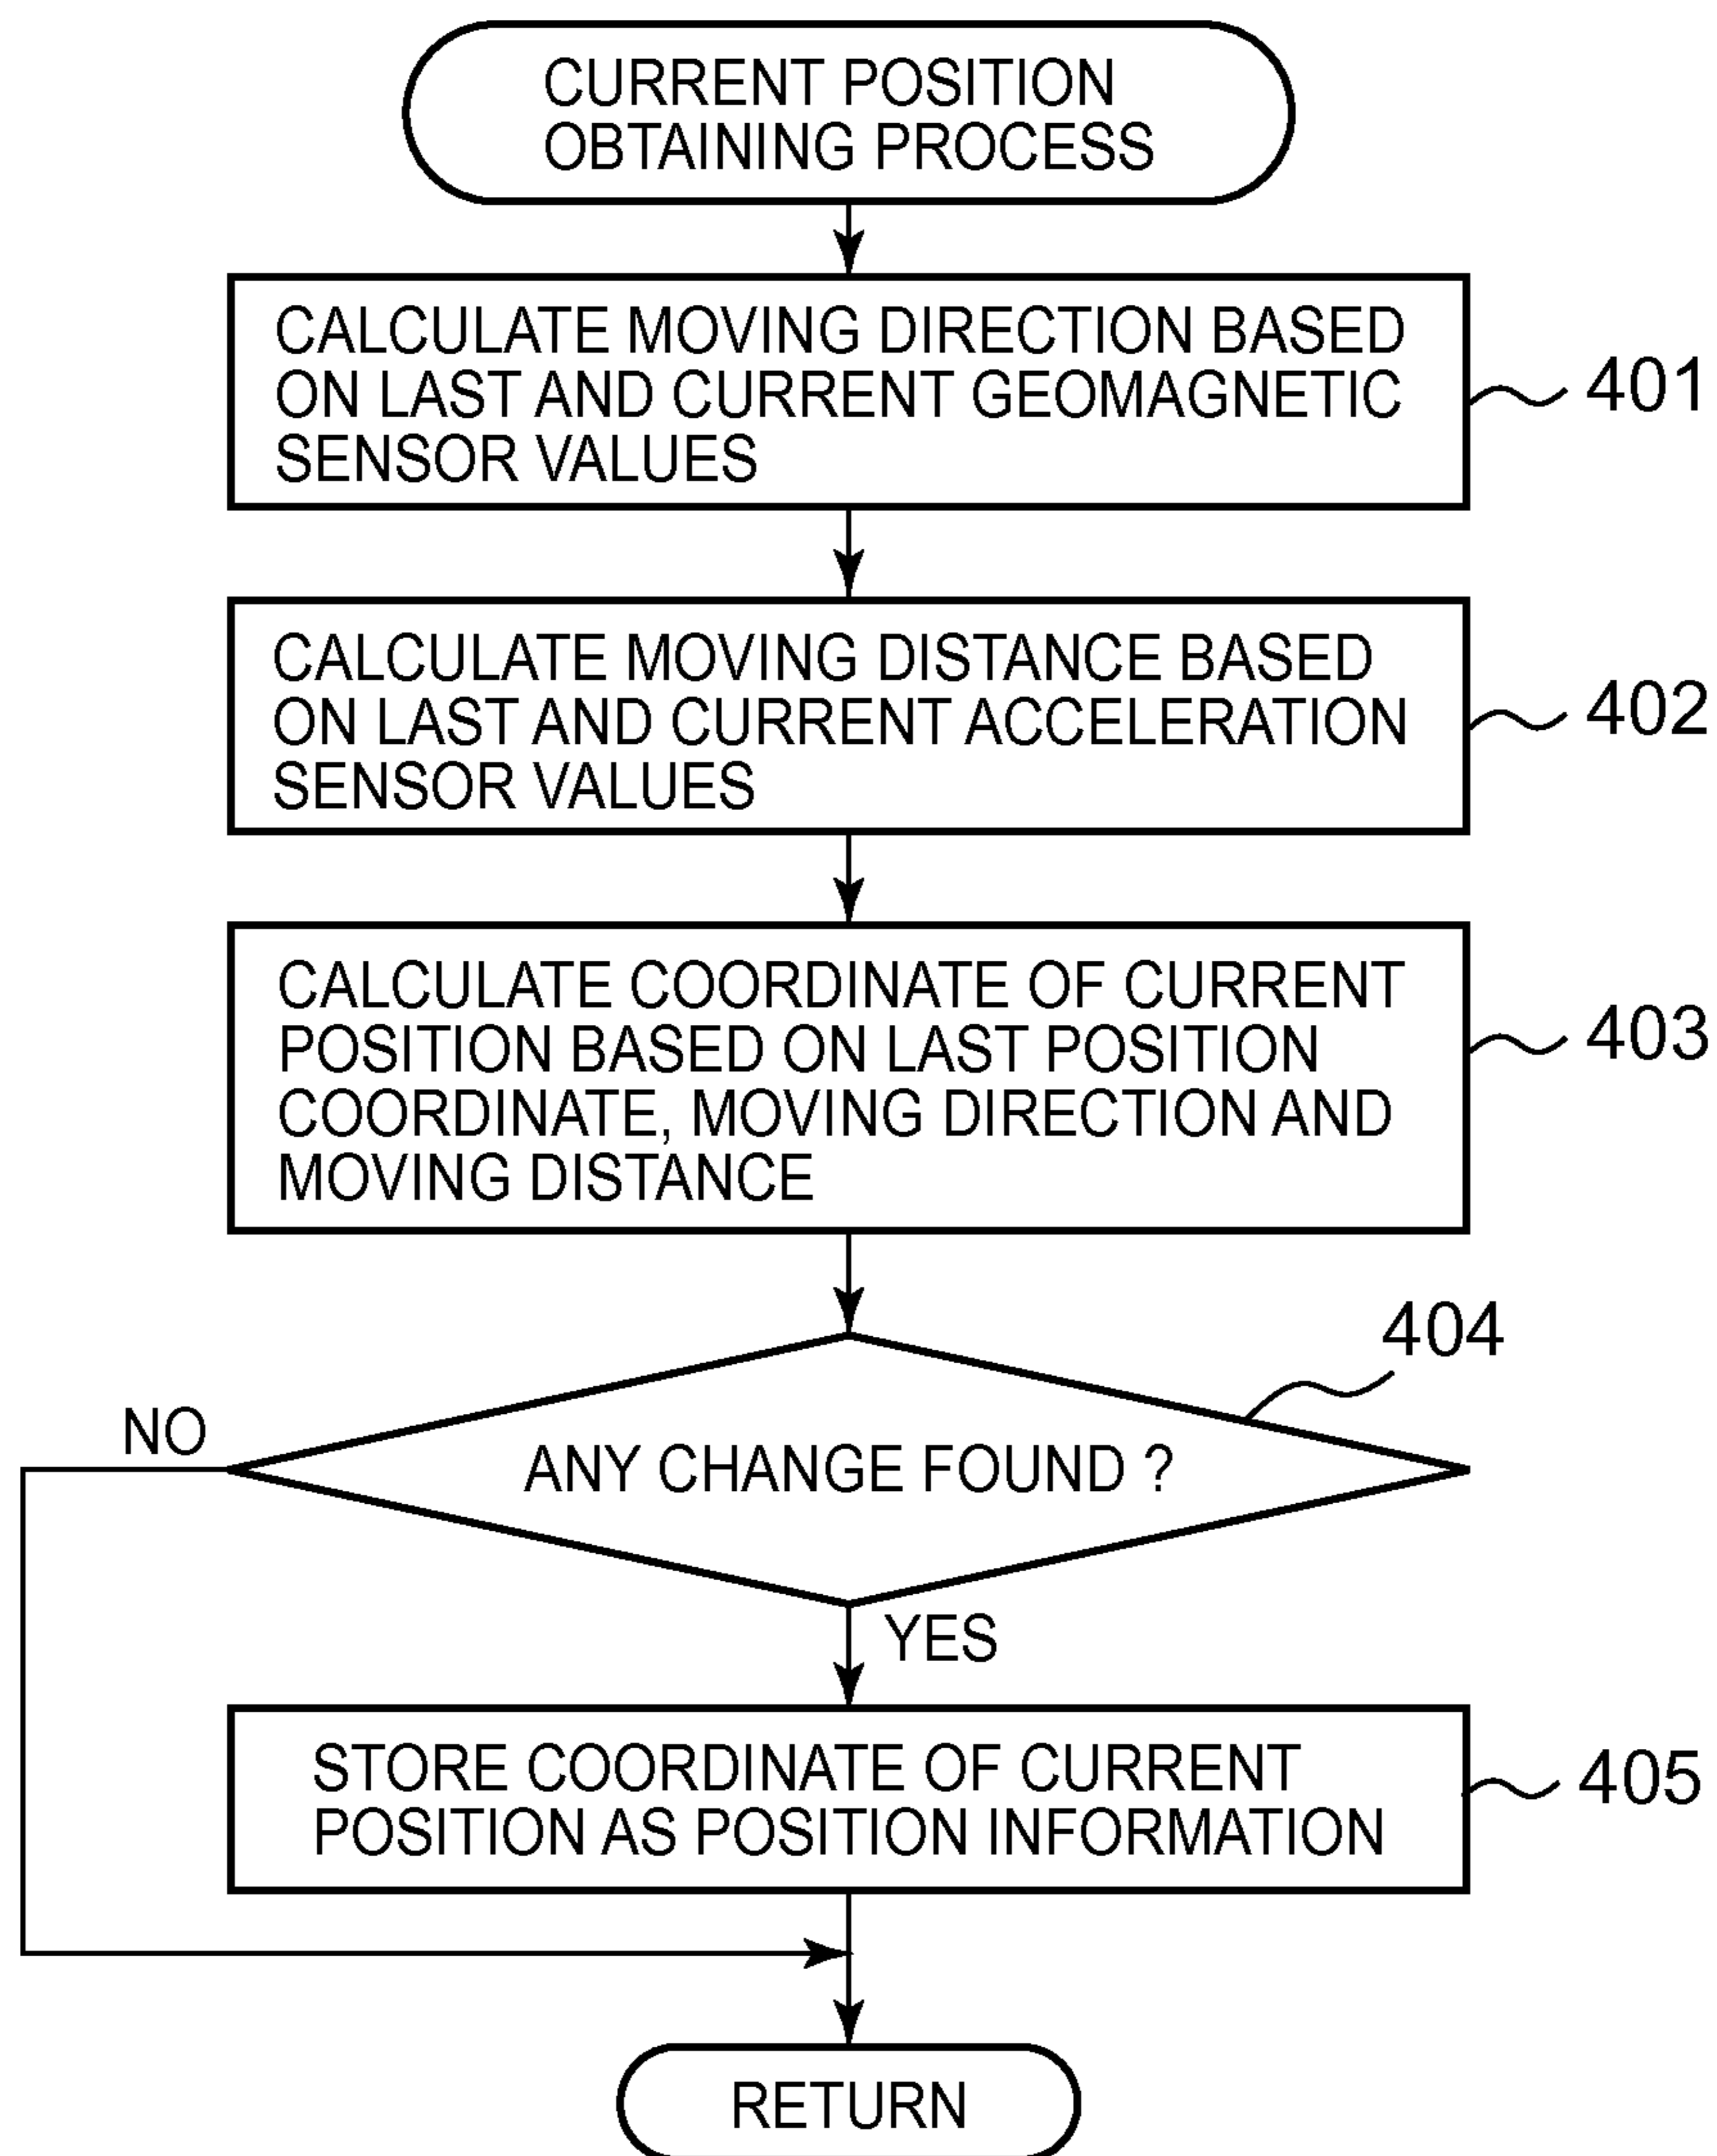 CURRENT POSITION
OBTAINING PROCESS
CALCULATE MOVING DIRECTION BASED
ON LAST AND CURRENT GEOMAGNETIC
SENSOR VALUES
401
CALCULATE MOVING DISTANCE BASED
ON LAST AND CURRENT ACCELERATION
SENSOR VALUES
402
CALCULATE COORDINATE OF CURRENT
POSITION BASED ON LAST POSITION
COORDINATE, MOVING DIRECTION AND
MOVING DISTANCE
403
404
NO
ANY CHANGE FOUND ?
YES
STORE COORDINATE OF CURRENT
POSITION AS POSITION INFORMATION
405
RETURN